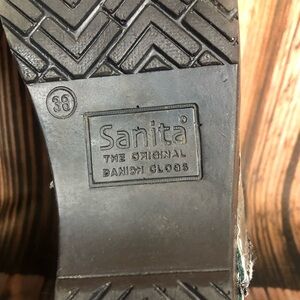 38
Sanita®
THE ORIGINAL
DANISH CLOGS